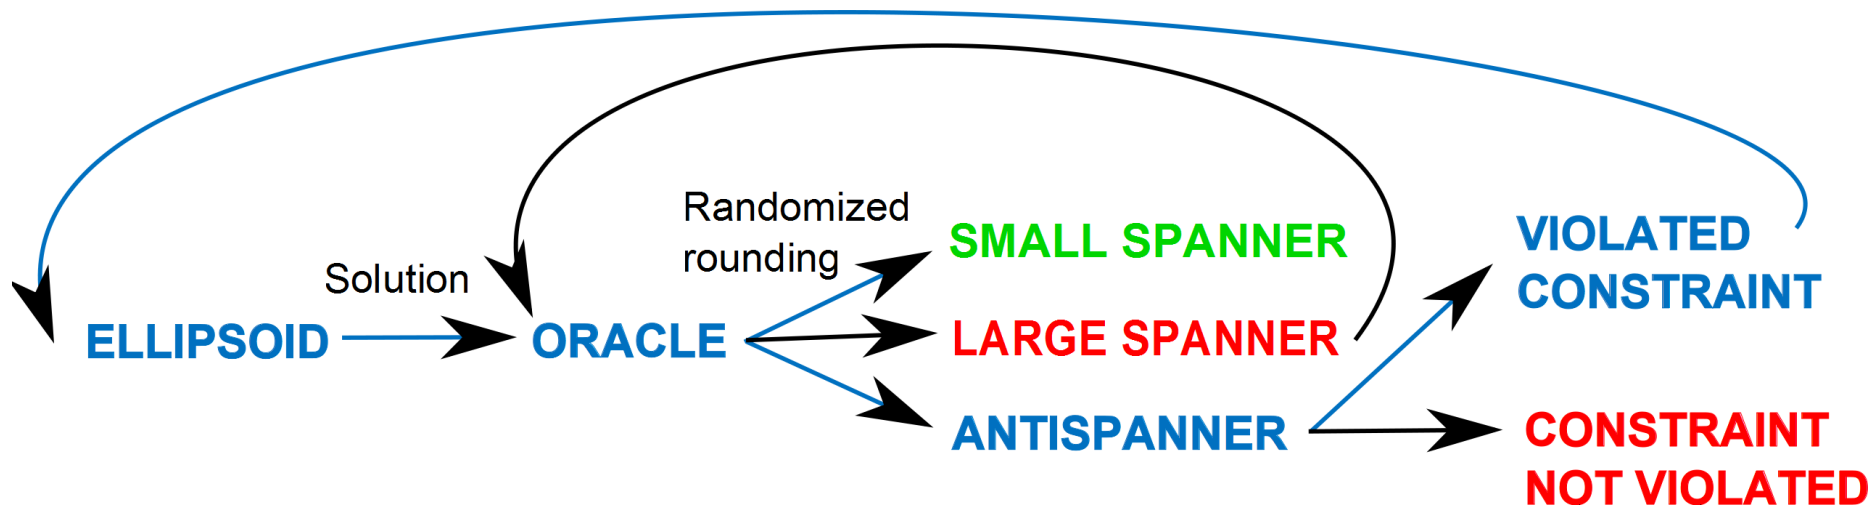 Solution
ELLIPSOID
ORACLE
Randomized
rounding
SMALL SPANNER
LARGE SPANNER
ANTISPANNER
VIOLATED
CONSTRAINT
CONSTRAINT
NOT VIOLATED